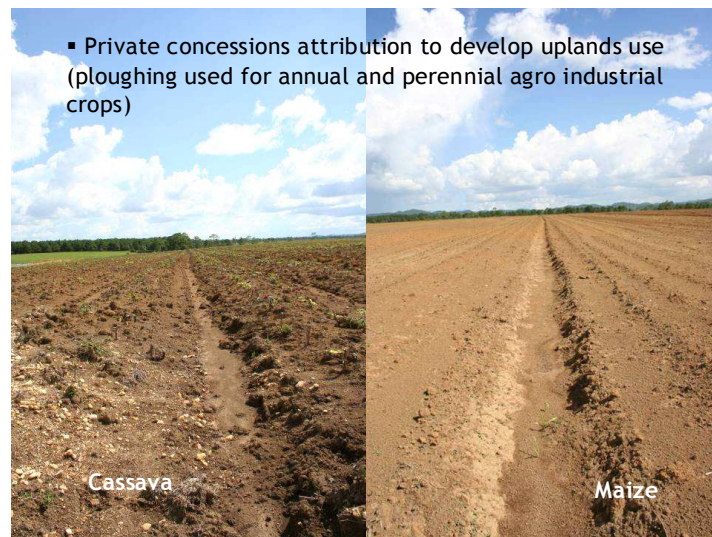 ▪ Private concessions attribution to develop uplands use
(ploughing used for annual and perennial agro industrial
crops)
Cassava
Maize